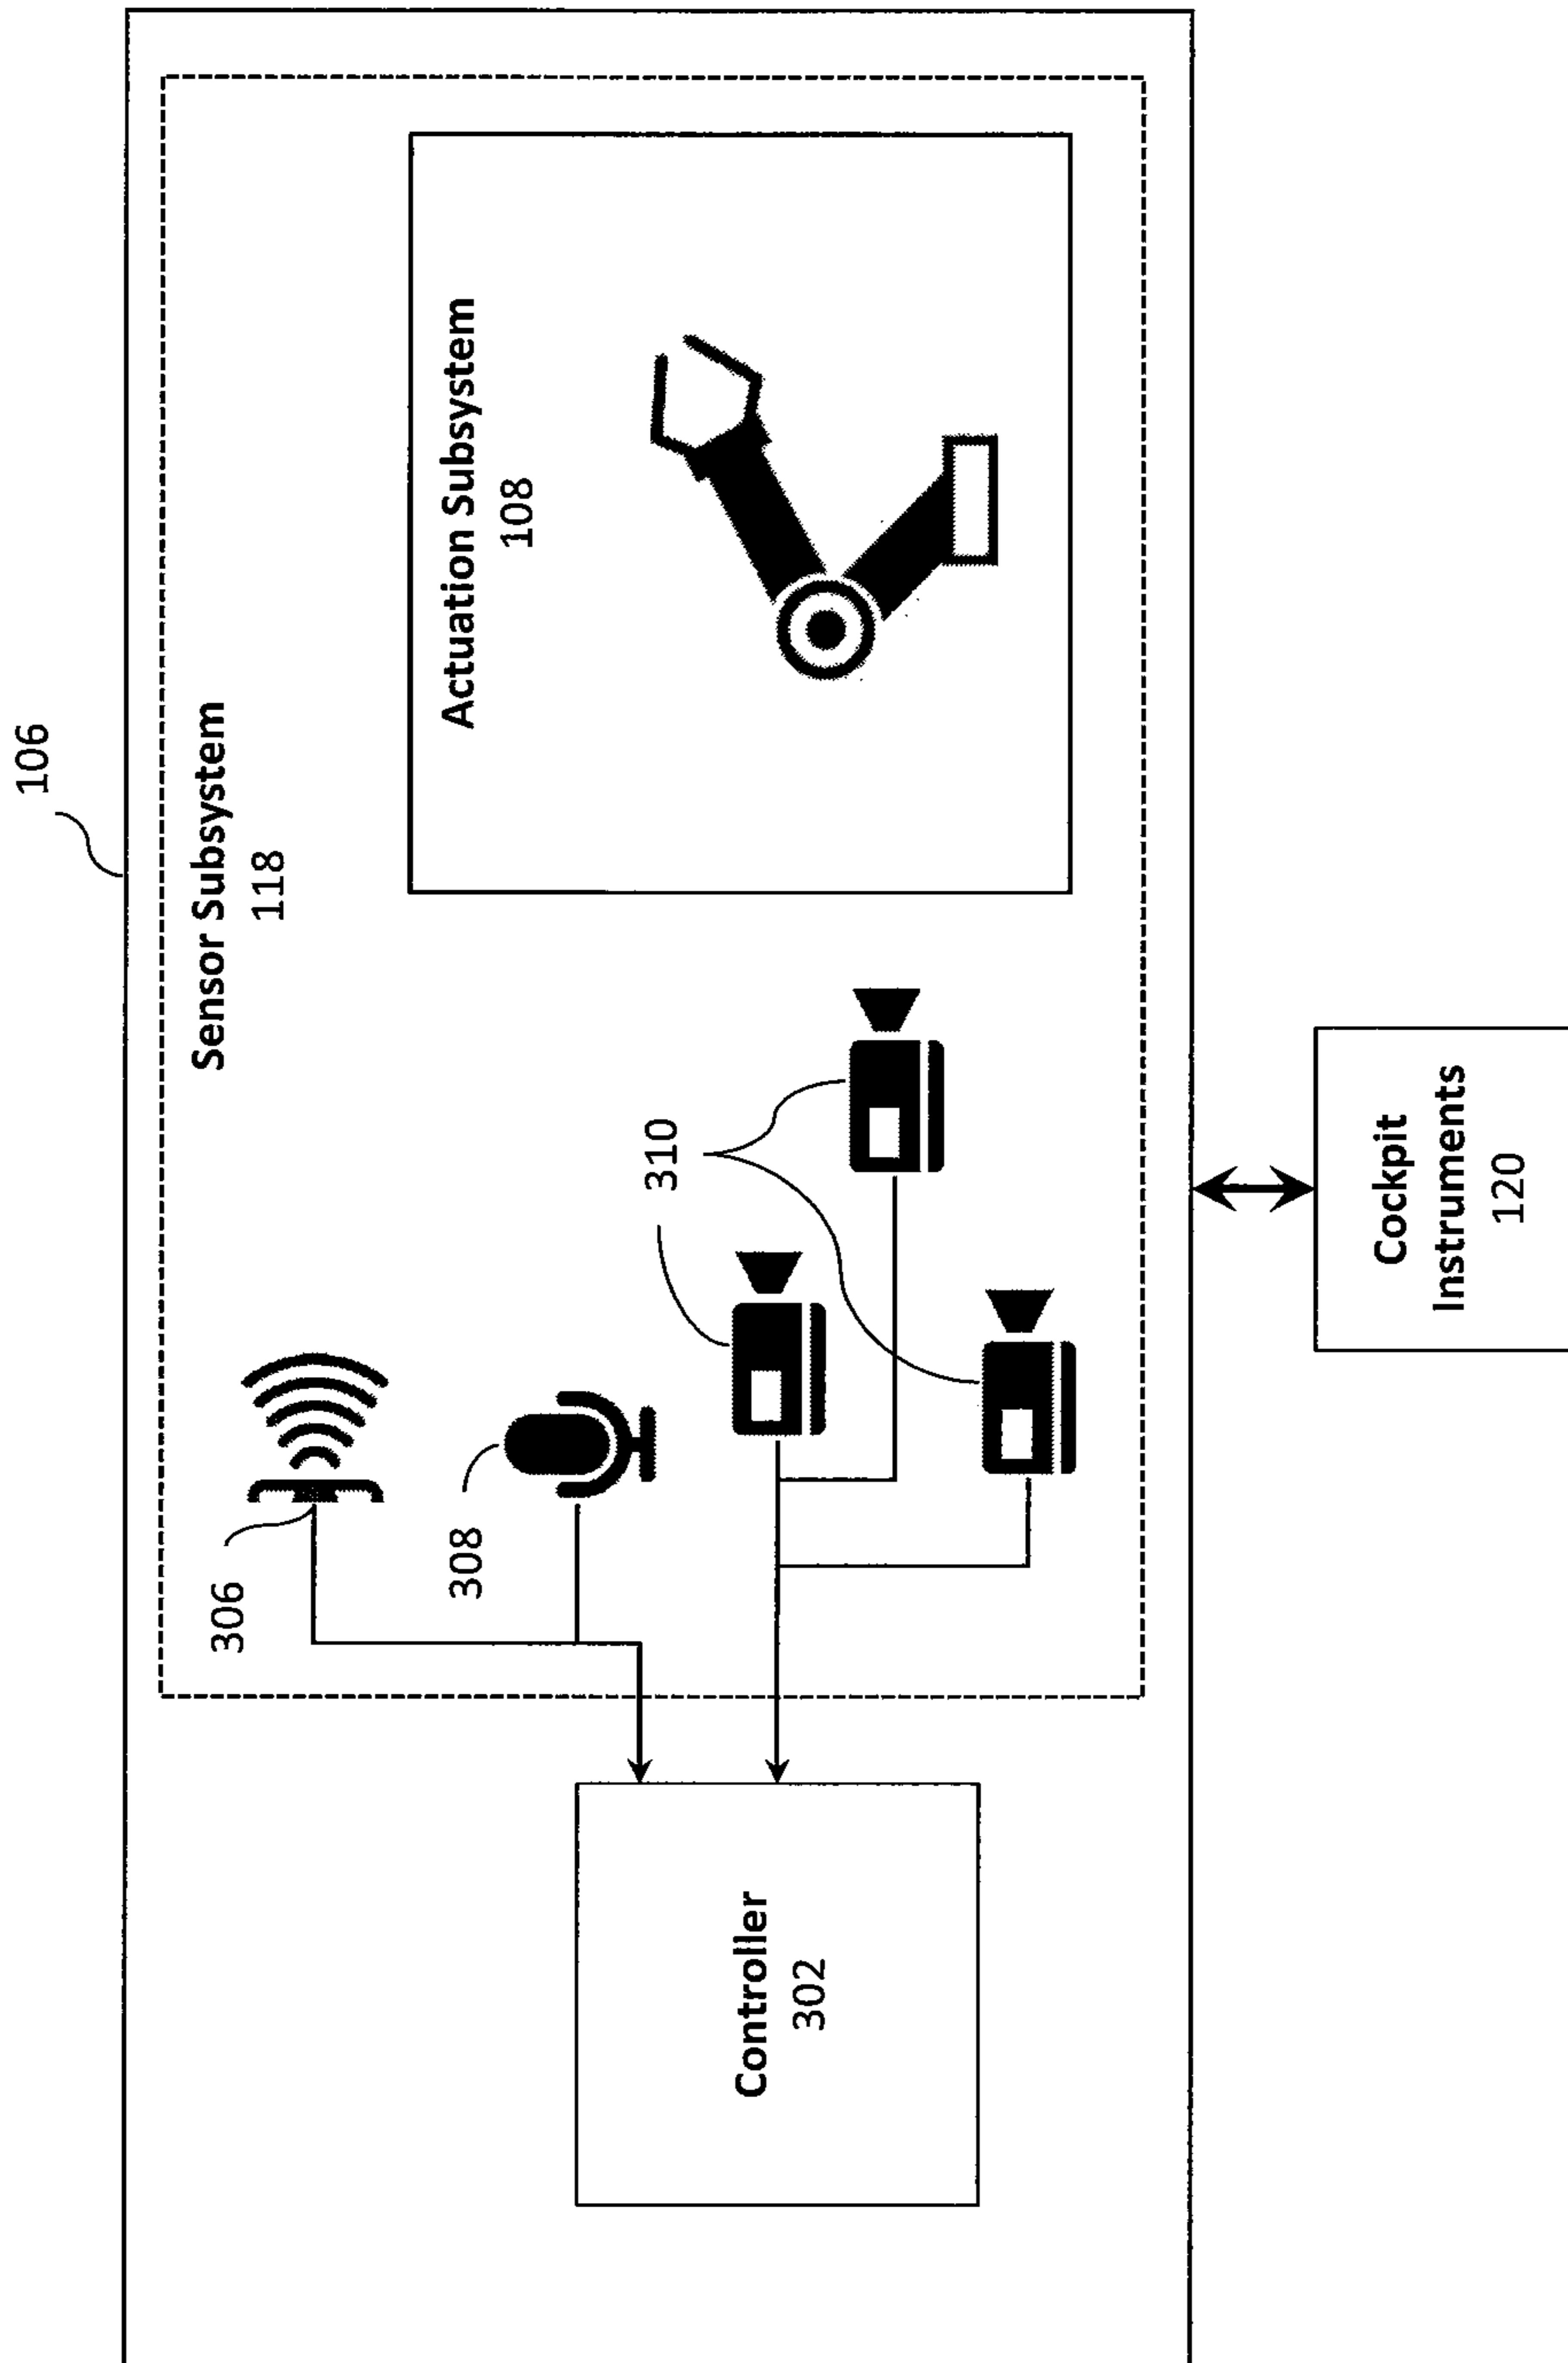 106
Sensor Subsystem
118
Actuation Subsystem
108
306
308
310
Controller
302
Cockpit
Instruments
120